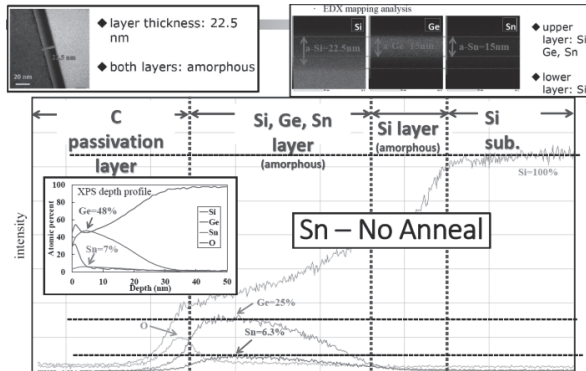 ◆ layer thickness: 22.5
nm
◆ both layers: amorphous
22.5 nm
20 nm
- EDX mapping analysis
Si
Ge
Sn
a-Si=22.5nm
a-Ge=15nm
a-Sn=15nm
◆ upper
layer: Si
Ge, Sn
◆ lower
layer: Si
C
passivation
layer
Si, Ge, Sn
layer
(amorphous)
Si layer
(amorphous)
Si
sub.
Si=100%
XPS depth profile
Ge=48%
Sn=7%
Si
Ge
Sn
O
Atomic percent
100
80
60
40
20
0
0
10
20
30
40
50
Depth (nm)
Sn – No Anneal
intensity
O
Ge=25%
Sn=6.3%